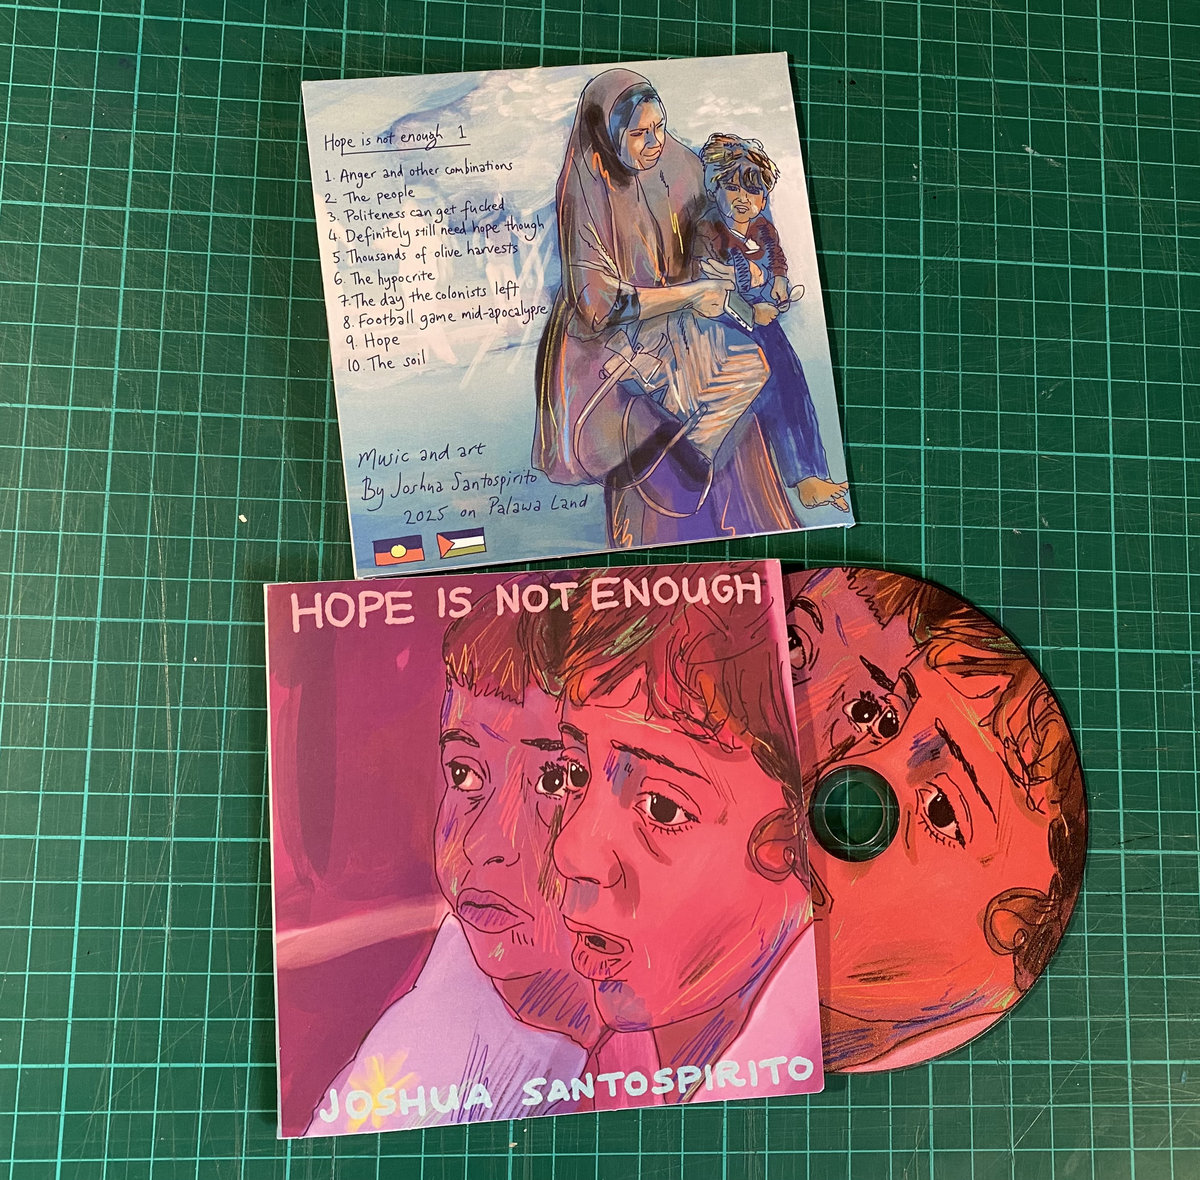 Hope is not enough 1
1. Anger and other combinations
2. The people
3. Politeness can get fucked
4. Definitely still need hope though
5. Thousands of olive harvests
6. The hypocrite
7. The day the colonists left
8. Football game mid-apocalypse
9. Hope
10. The soil
Music and art
By Joshua Santospirito
2025 on Palawa Land
HOPE IS NOT ENOUGH
JOSHUA SANTOSPIRITO